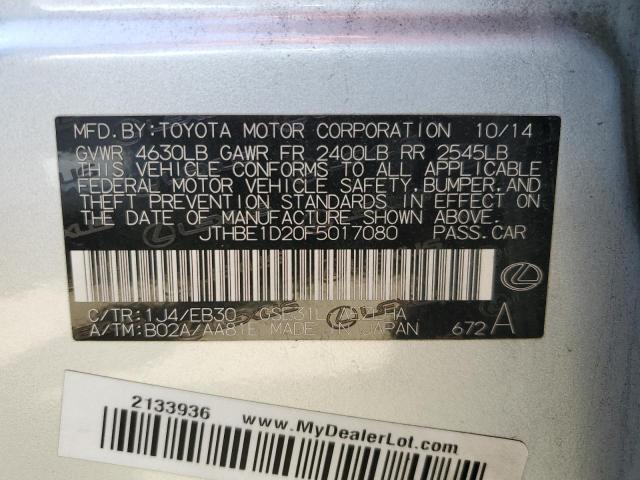 MFD.BY:TOYOTA MOTOR CORPORATION 10/14
GVWR 4630LB GAWR FR 2400LB RR 2545LB
THIS VEHICLE CONFORMS TO ALL APPLICABLE
FEDERAL MOTOR VEHICLE SAFETY,BUMPER,AND
THEFT PREVENTION STANDARDS IN EFFECT ON
THE DATE OF MANUFACTURE SHOWN ABOVE.
JTHBE1D20F5017080 PASS.CAR
C/TR:1J4/EB30
A/TM:B02A/AA81E MADE IN JAPAN 672A
2133936 www.MyDealerLot.com
MyDealerLot.com